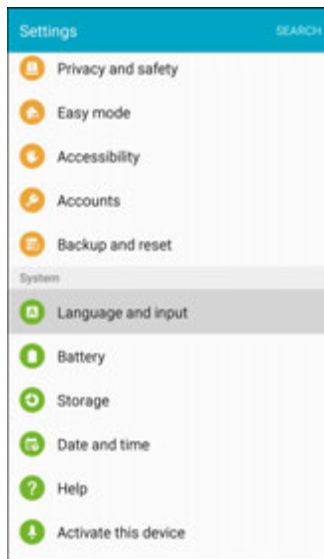 Settings
SEARCH
Privacy and safety
Easy mode
Accessibility
Accounts
Backup and reset
System
Language and input
Battery
Storage
Date and time
Help
Activate this device